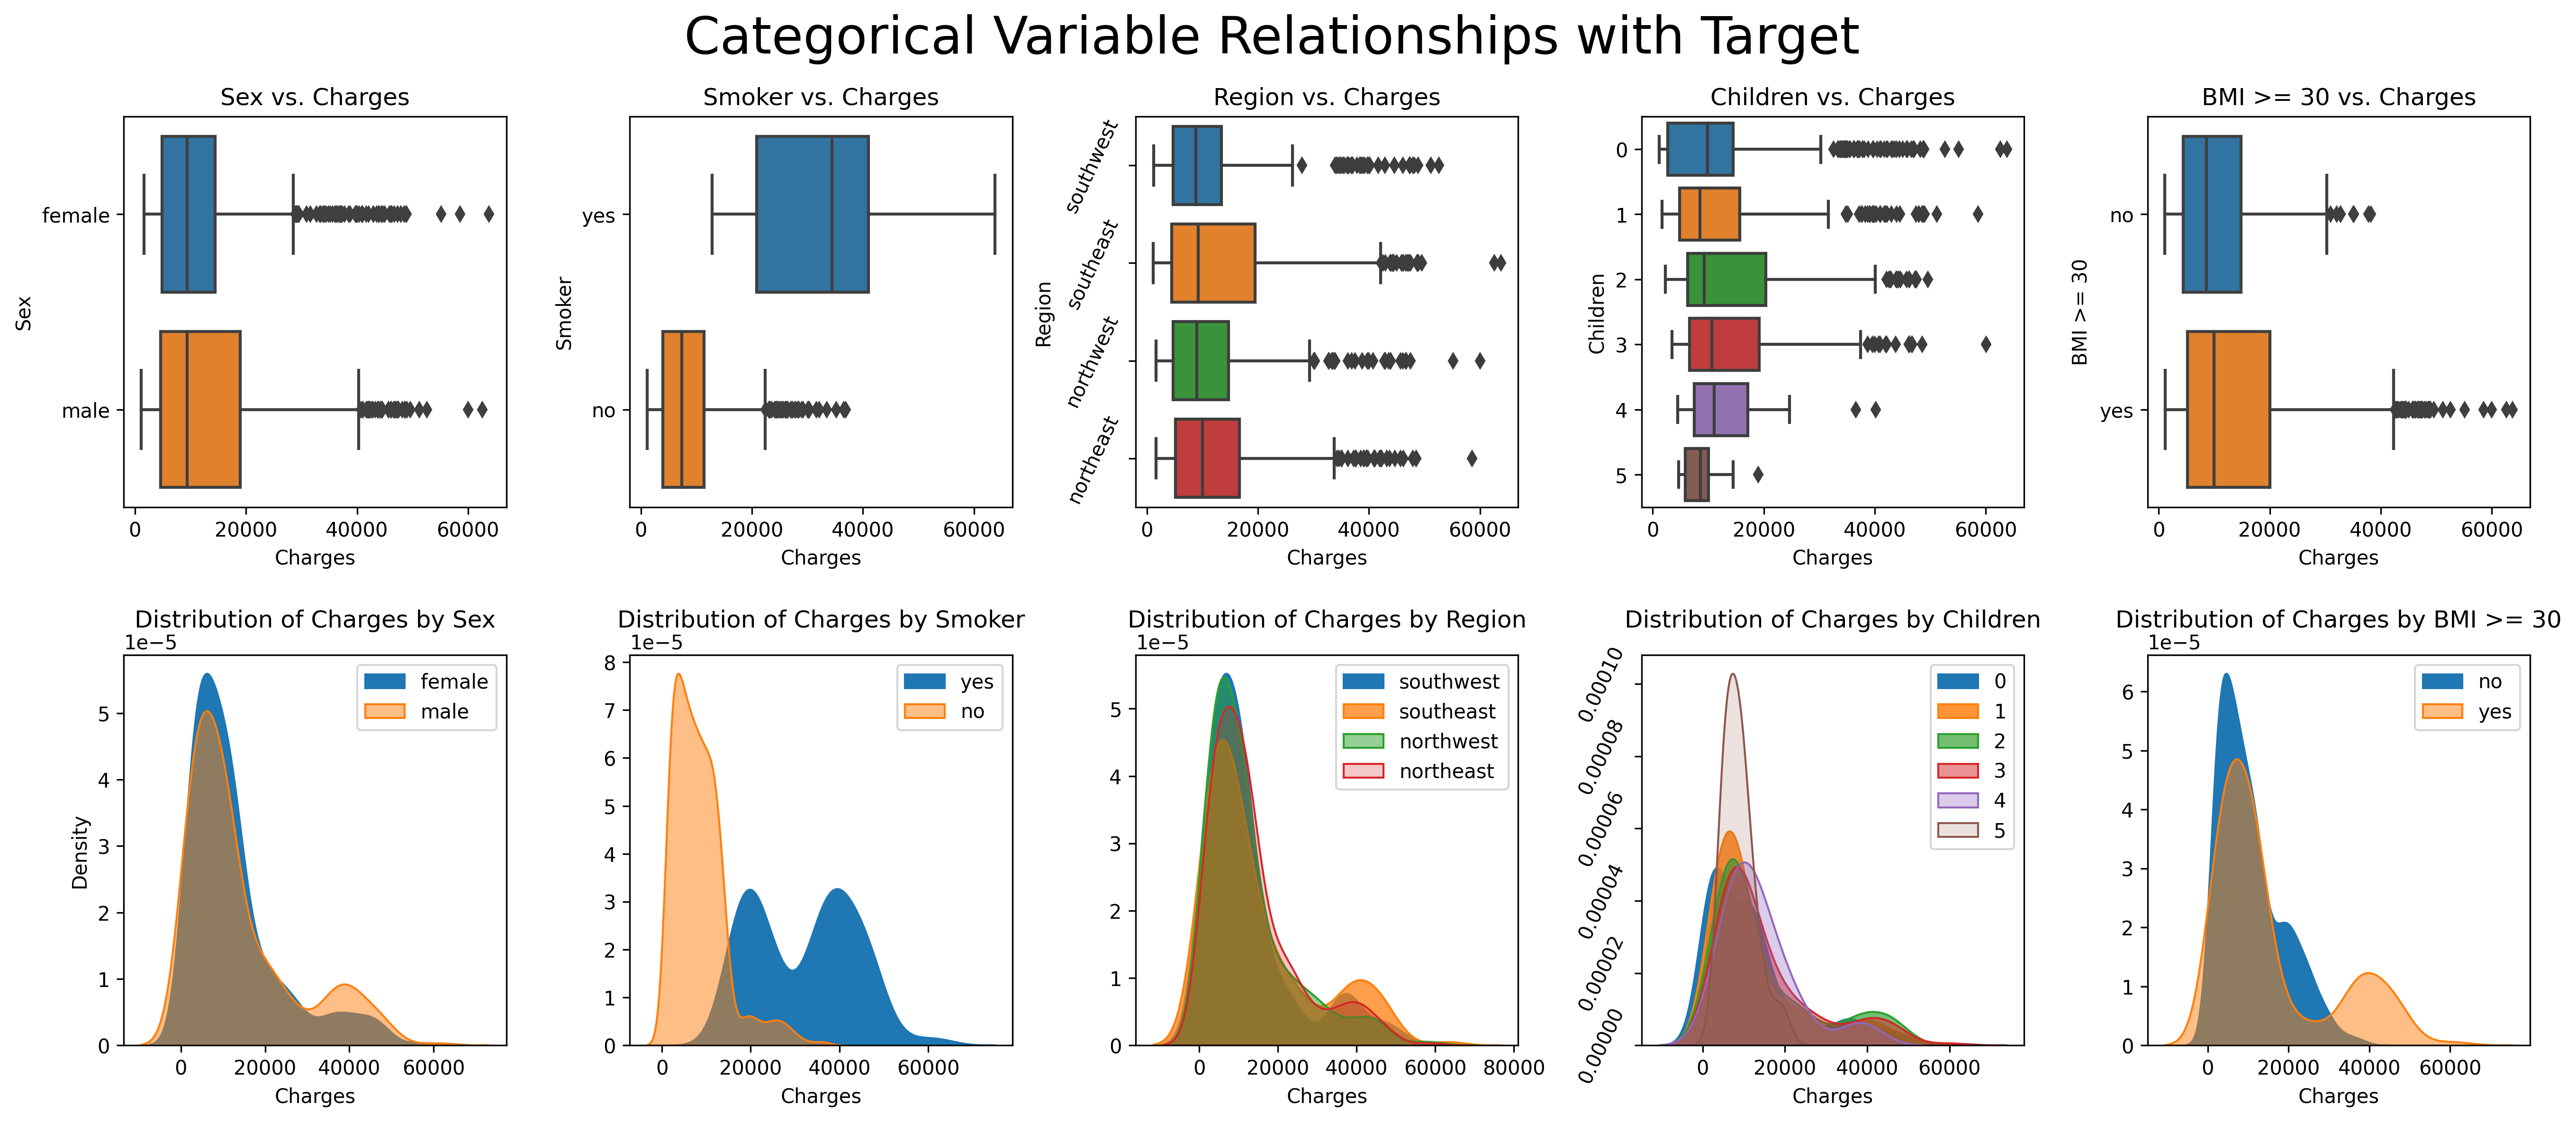 Categorical Variable Relationships with Target
Sex vs. Charges
female
male
Sex
0 20000 40000 60000
Charges
Smoker vs. Charges
yes
no
Smoker
0 20000 40000 60000
Charges
Region vs. Charges
southwest
southeast
northwest
northeast
Region
0 20000 40000 60000
Charges
Children vs. Charges
0
1
2
3
4
5
Children
0 20000 40000 60000
Charges
BMI >= 30 vs. Charges
no
yes
BMI >= 30
0 20000 40000 60000
Charges
Distribution of Charges by Sex
1e−5
female
male
5
4
3
2
1
0
Density
0 20000 40000 60000
Charges
Distribution of Charges by Smoker
1e−5
yes
no
8
7
6
5
4
3
2
1
0
0 20000 40000 60000
Charges
Distribution of Charges by Region
1e−5
southwest
southeast
northwest
northeast
5
4
3
2
1
0
0 20000 40000 60000 80000
Charges
Distribution of Charges by Children
0
1
2
3
4
5
0.00010
0.00008
0.00006
0.00004
0.00002
0.00000
0 20000 40000 60000
Charges
Distribution of Charges by BMI >= 30
1e−5
no
yes
6
5
4
3
2
1
0
0 20000 40000 60000
Charges